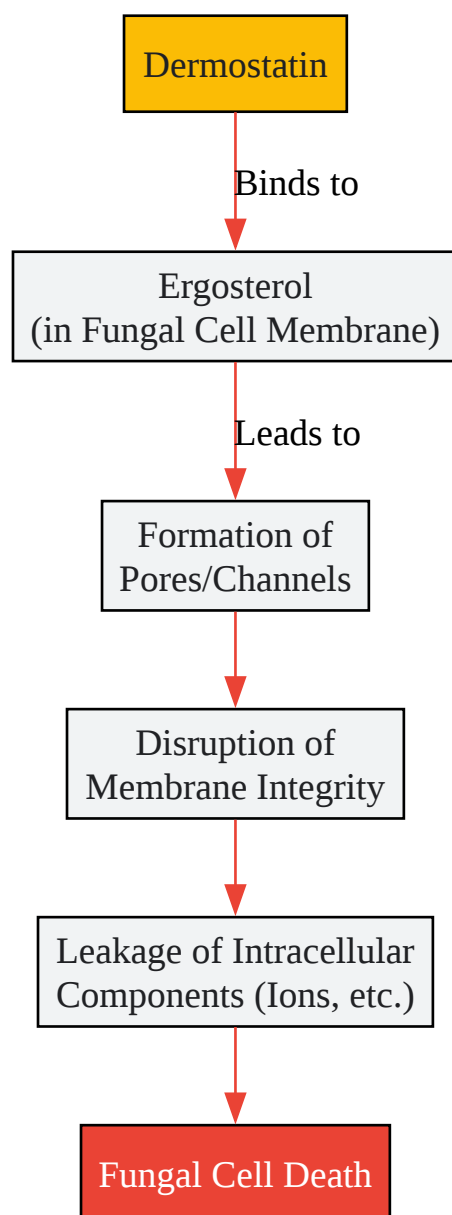 Dermostatin
Binds to
Ergosterol
(in Fungal Cell Membrane)
Leads to
Formation of
Pores/Channels
Disruption of
Membrane Integrity
Leakage of Intracellular
Components (Ions, etc.)
Fungal Cell Death